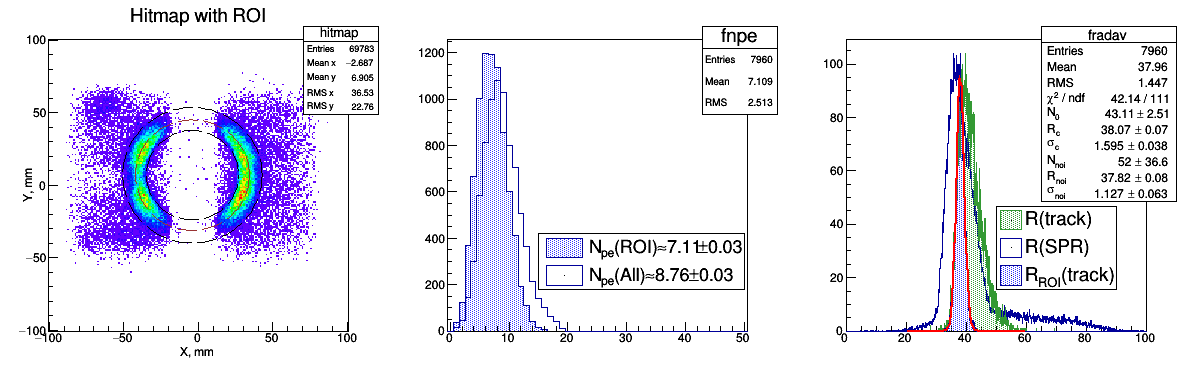 Hitmap with ROI
hitmap
Entries 69783
Mean x −2.687
Mean y 6.905
RMS x 36.53
RMS y 22.76
Y, mm
100
50
0
−50
−100
−100 −50 0 50 100
X, mm
fnpe
Entries 7960
Mean 7.109
RMS 2.513
1200
1000
800
600
400
200
0
Npe(ROI)≈7.11±0.03
Npe(All)≈8.76±0.03
0 10 20 30 40 50
fradav
Entries 7960
Mean 37.96
RMS 1.447
χ² / ndf 42.14 / 111
N0 43.11 ± 2.51
Rc 38.07 ± 0.07
σc 1.595 ± 0.038
Nnoi 52 ± 36.6
Rnoi 37.82 ± 0.08
σnoi 1.127 ± 0.063
100
80
60
40
20
0
R(track)
R(SPR)
RROI(track)
0 20 40 60 80 100